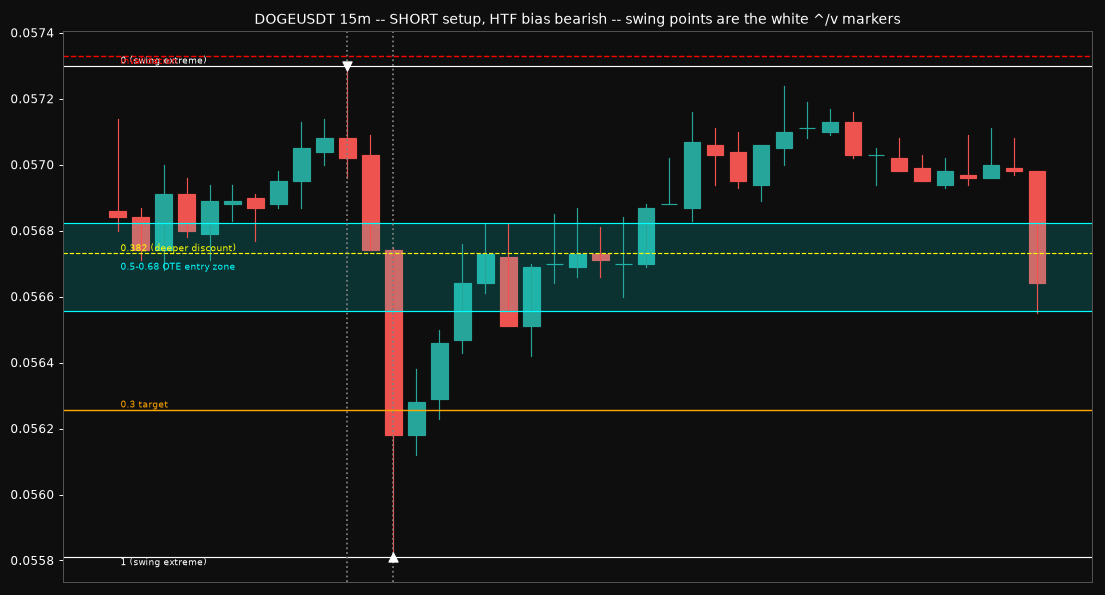 DOGEUSDT 15m -- SHORT setup, HTF bias bearish -- swing points are the white ^/v markers
0.0574
0 (swing extreme)
0.0572
0.0570
0.0568
0.382 (deeper discount)
0.5-0.68 OTE entry zone
0.0566
0.0564
0.3 target
0.0562
0.0560
0.0558
1 (swing extreme)